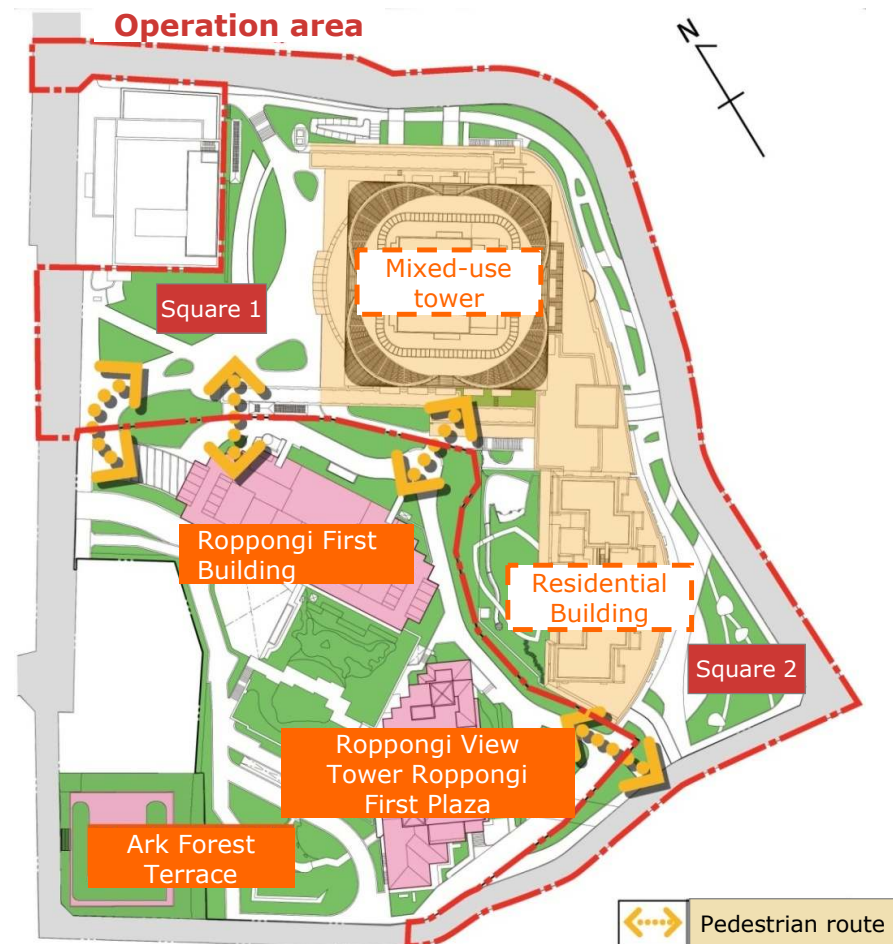 Operation area
N
Mixed-use
tower
Square 1
Roppongi First
Building
Residential
Building
Square 2
Roppongi View
Tower Roppongi
First Plaza
Ark Forest
Terrace
Pedestrian route